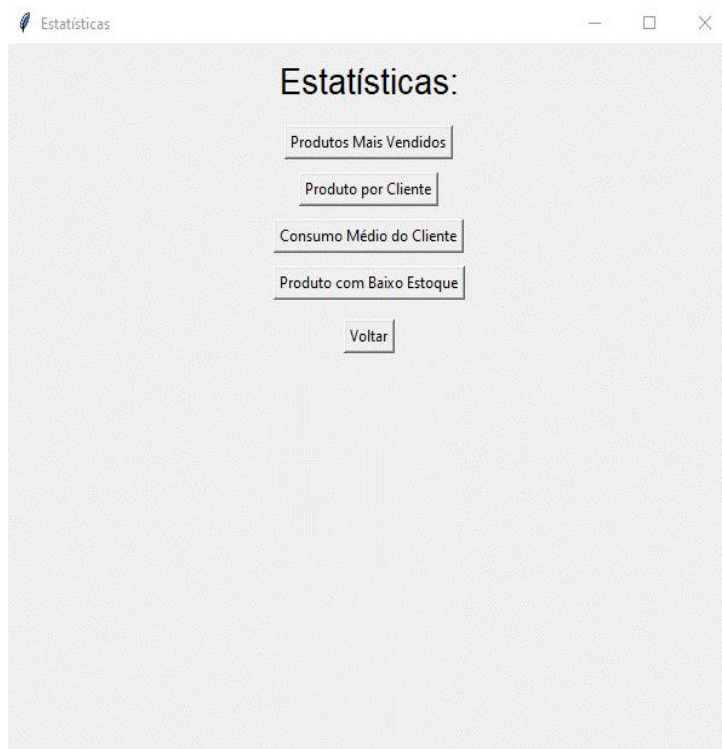 Estatísticas
Estatísticas:
Produtos Mais Vendidos
Produto por Cliente
Consumo Médio do Cliente
Produto com Baixo Estoque
Voltar